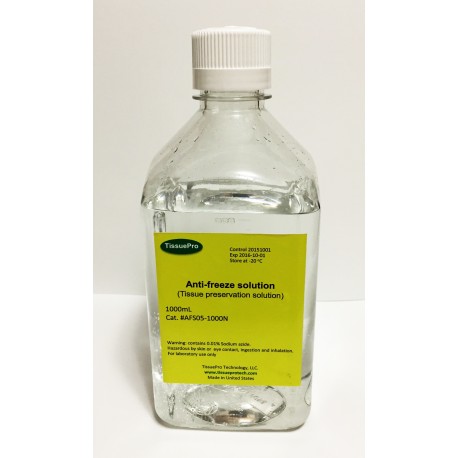 TissuePro
Control 20151001
Exp 2016-10-01
Store at -20 °C
Anti-freeze solution
(Tissue preservation solution)
1000mL
Cat. #AFS05-1000N
Warning: contains 0.01% Sodium azide.
Hazardous by skin or eye contact, ingestion and inhalation.
For laboratory use only
TissuePro Technology, LLC.
www.tissueprotech.com
Made in United States